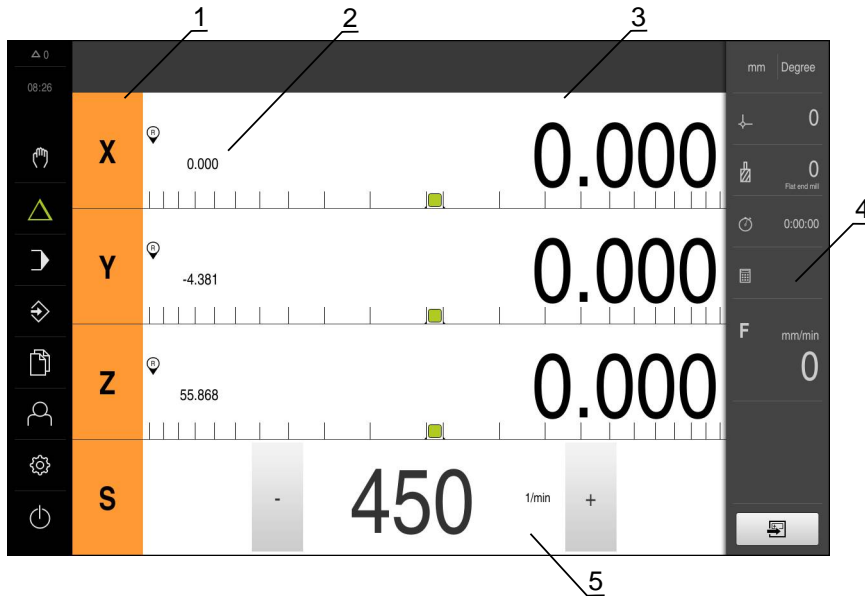 1
2
3
0
mm Degree
08:26
X
R
0.000
0.000
0
0
Flat end mill
Y
R
-4.381
0.000
0:00:00
4
F
mm/min
0
Z
R
55.868
0.000
S
-
450
1/min
+
5